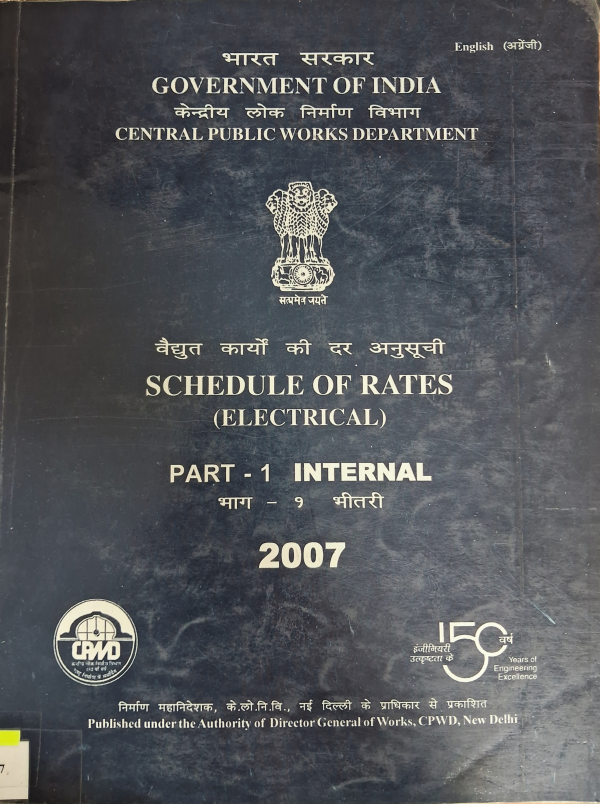 English (अंग्रेंजी)
भारत सरकार
GOVERNMENT OF INDIA
केन्द्रीय लोक निर्माण विभाग
CENTRAL PUBLIC WORKS DEPARTMENT
सत्यमेव जयते
वैद्युत कार्यों की दर अनुसूची
SCHEDULE OF RATES
(ELECTRICAL)
PART - 1 INTERNAL
भाग - १ भीतरी
2007
CPWD
केन्द्रीय लोक निर्माण विभाग
150 वर्ष
इंजीनियरी
उत्कृष्टता के
Years of
Engineering
Excellence
निर्माण महानिदेशक, के.लो.नि.वि., नई दिल्ली के प्राधिकार से प्रकाशित
Published under the Authority of Director General of Works, CPWD, New Delhi
7.